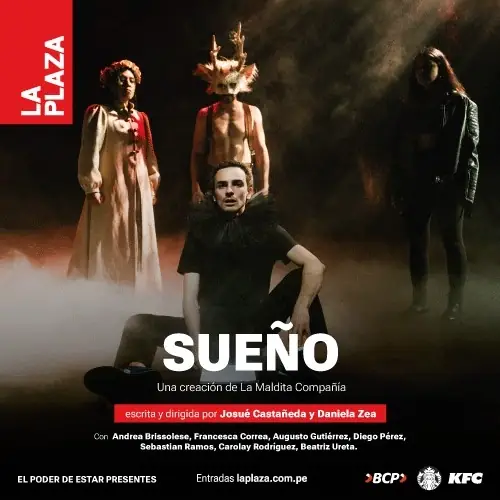 LA
PLAZA
SUEÑO
Una creación de La Maldita Compañía
escrita y dirigida por Josué Castañeda y Daniela Zea
Con Andrea Brissolese, Francesca Correa, Augusto Gutiérrez, Diego Pérez,
Sebastian Ramos, Carolay Rodríguez, Beatriz Ureta.
EL PODER DE ESTAR PRESENTES
Entradas laplaza.com.pe
BCP
KFC